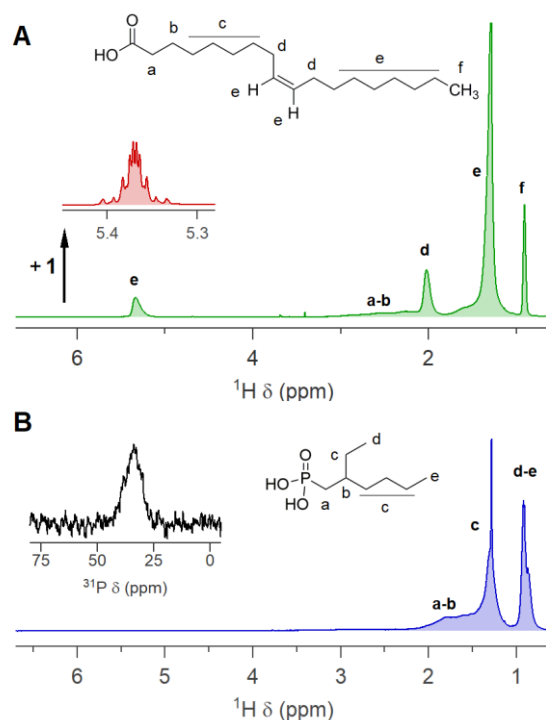 A
O
HO
a
b
c
d
e
H
H
e
d
e
f
CH3
+ 1
5.4 5.3
e
a-b
d
e
f
6 4 2
1H δ (ppm)
B
O
HO
P
HO
a
b
c
d
c
e
75 50 25 0
31P δ (ppm)
a-b
c
d-e
6 5 4 3 2 1
1H δ (ppm)